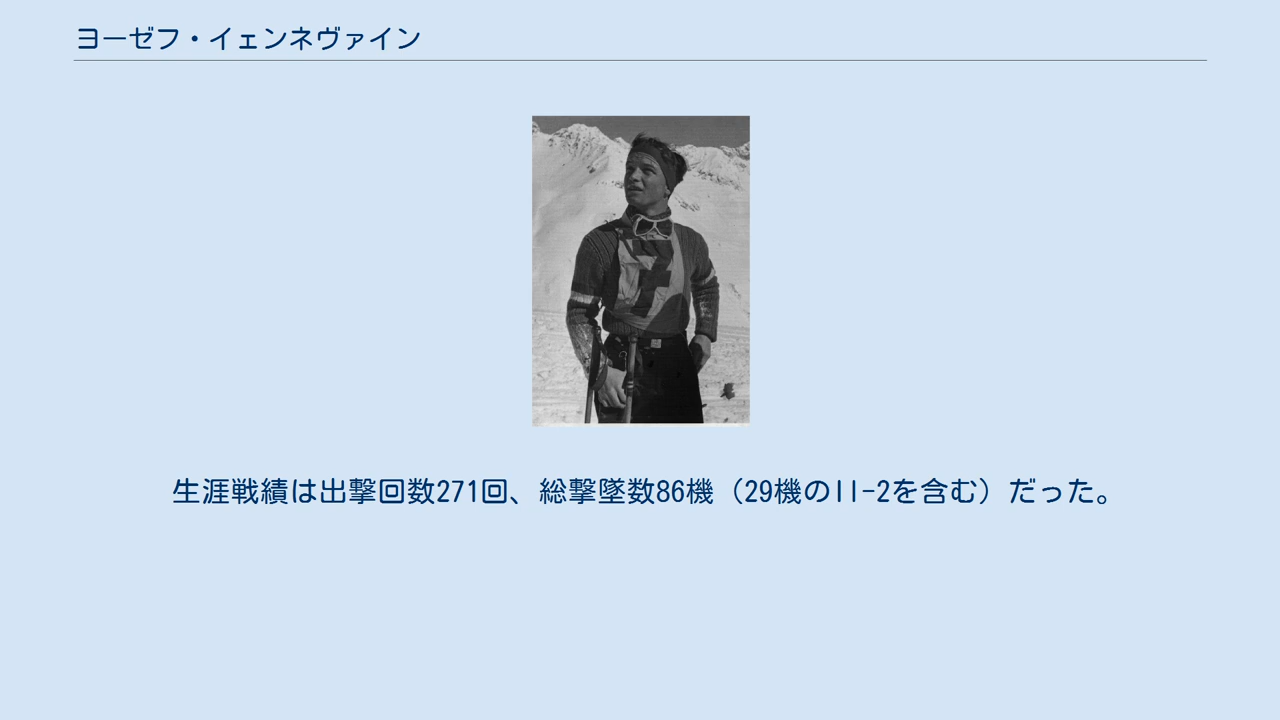 ヨーゼフ・イェンネヴァイン
7
生涯戦績は出撃回数271回、総撃墜数86機（29機のIl-2を含む）だった。